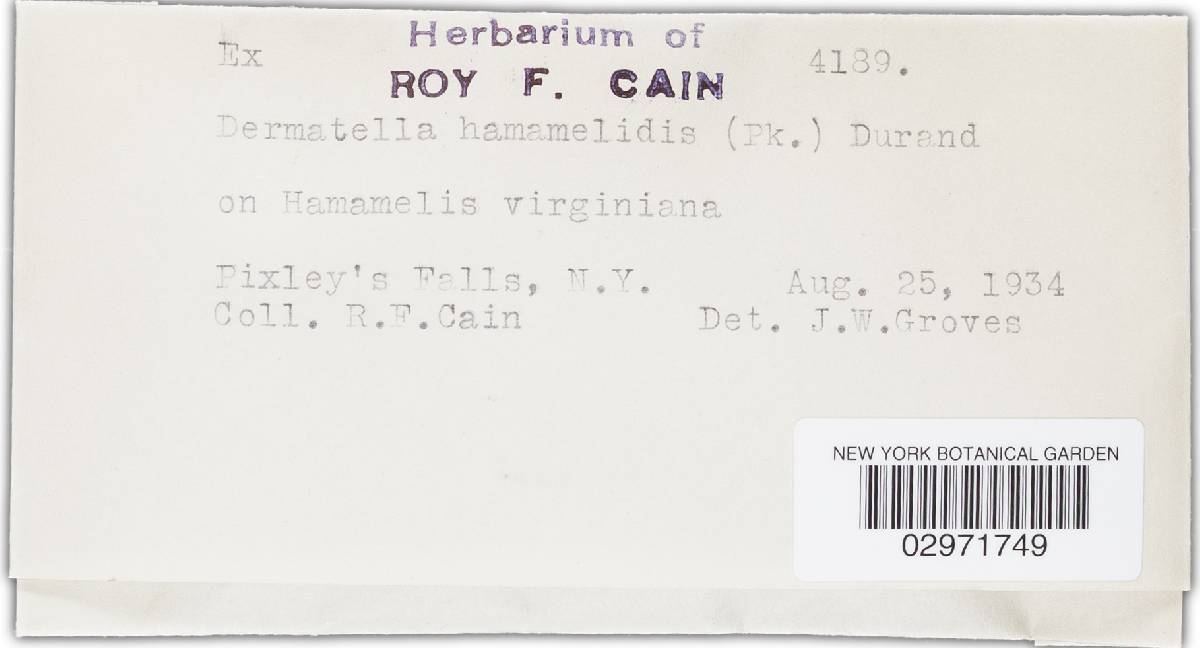 Herbarium of
Ex 4189.
ROY F. CAIN
Dermatella hamamelidis (Pk.) Durand
on Hamamelis virginiana
Pixley's Falls, N.Y. Aug. 25, 1934
Coll. R.F.Cain Det. J.W.Groves
NEW YORK BOTANICAL GARDEN
02971749